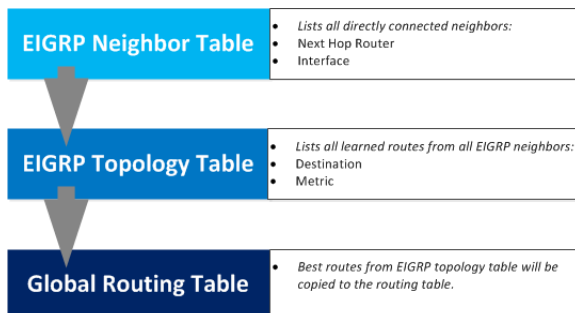 EIGRP Neighbor Table
• Lists all directly connected neighbors:
• Next Hop Router
• Interface
EIGRP Topology Table
• Lists all learned routes from all EIGRP neighbors:
• Destination
• Metric
Global Routing Table
• Best routes from EIGRP topology table will be
copied to the routing table.